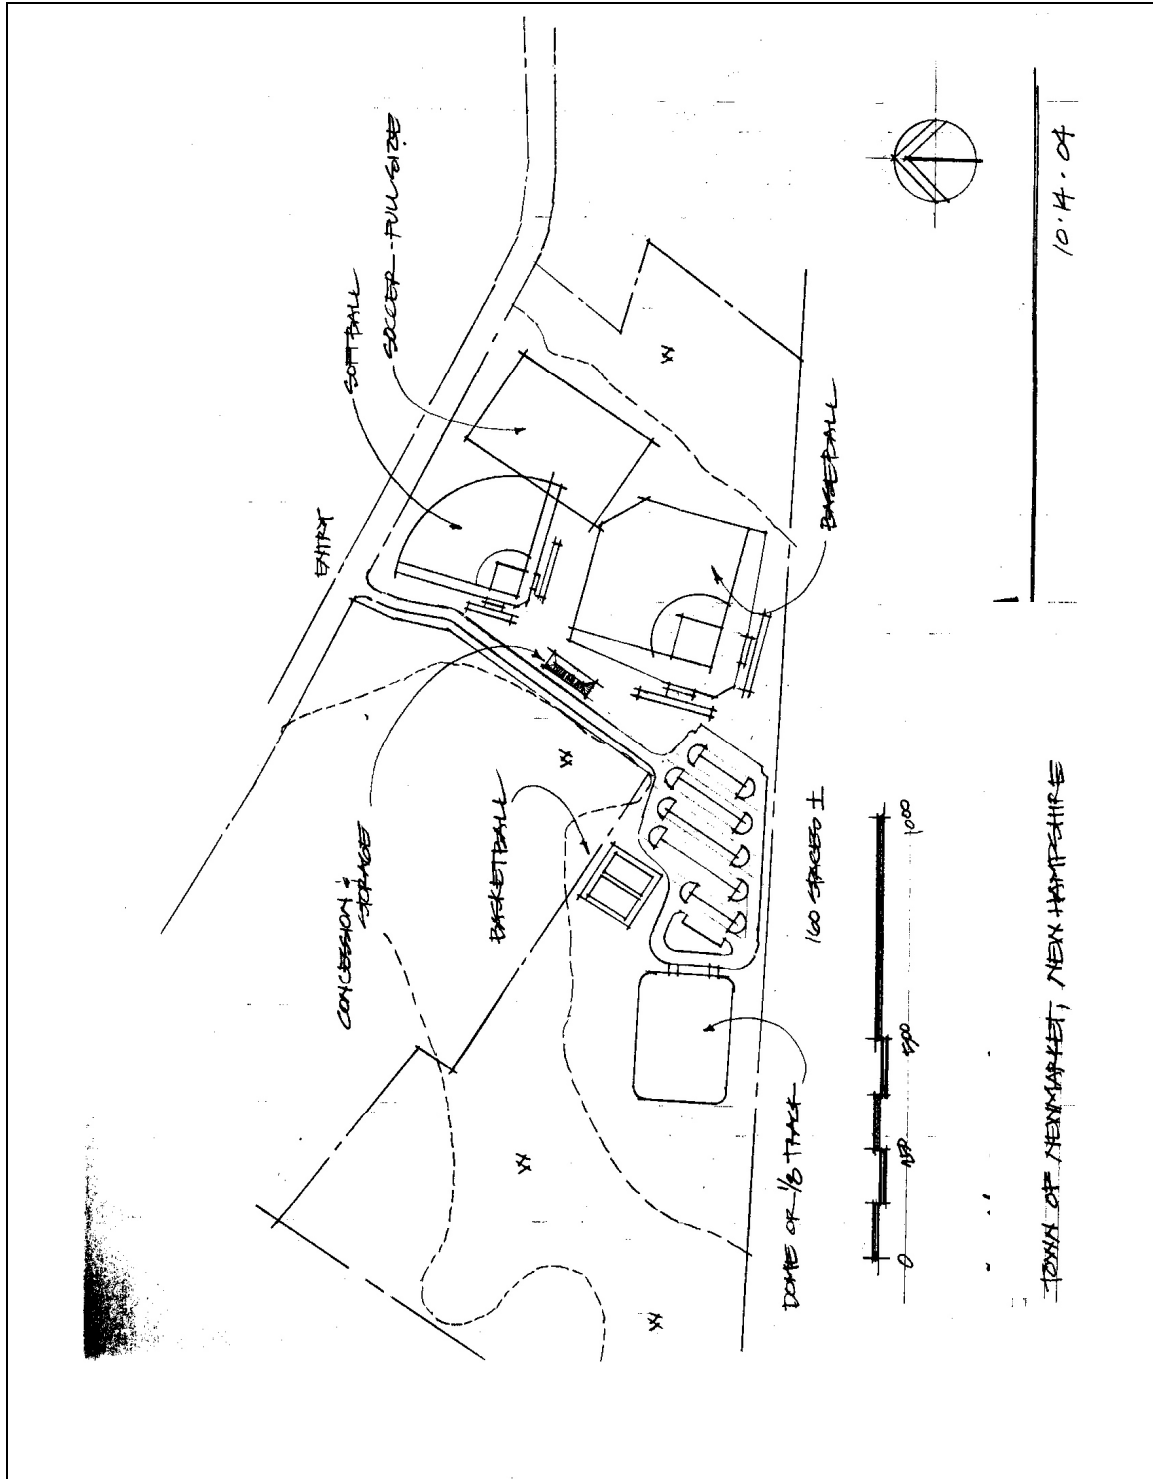 SOFTBALL
SOCCER - FULL SIZE
ENTRY
CONCESSION &
STORAGE
BASKETBALL
BASEBALL
160 SPACES ±
DOME OR 1/8 TRACK
0
250
500
1000
TOWN OF NEWMARKET, NEW HAMPSHIRE
10·14·04